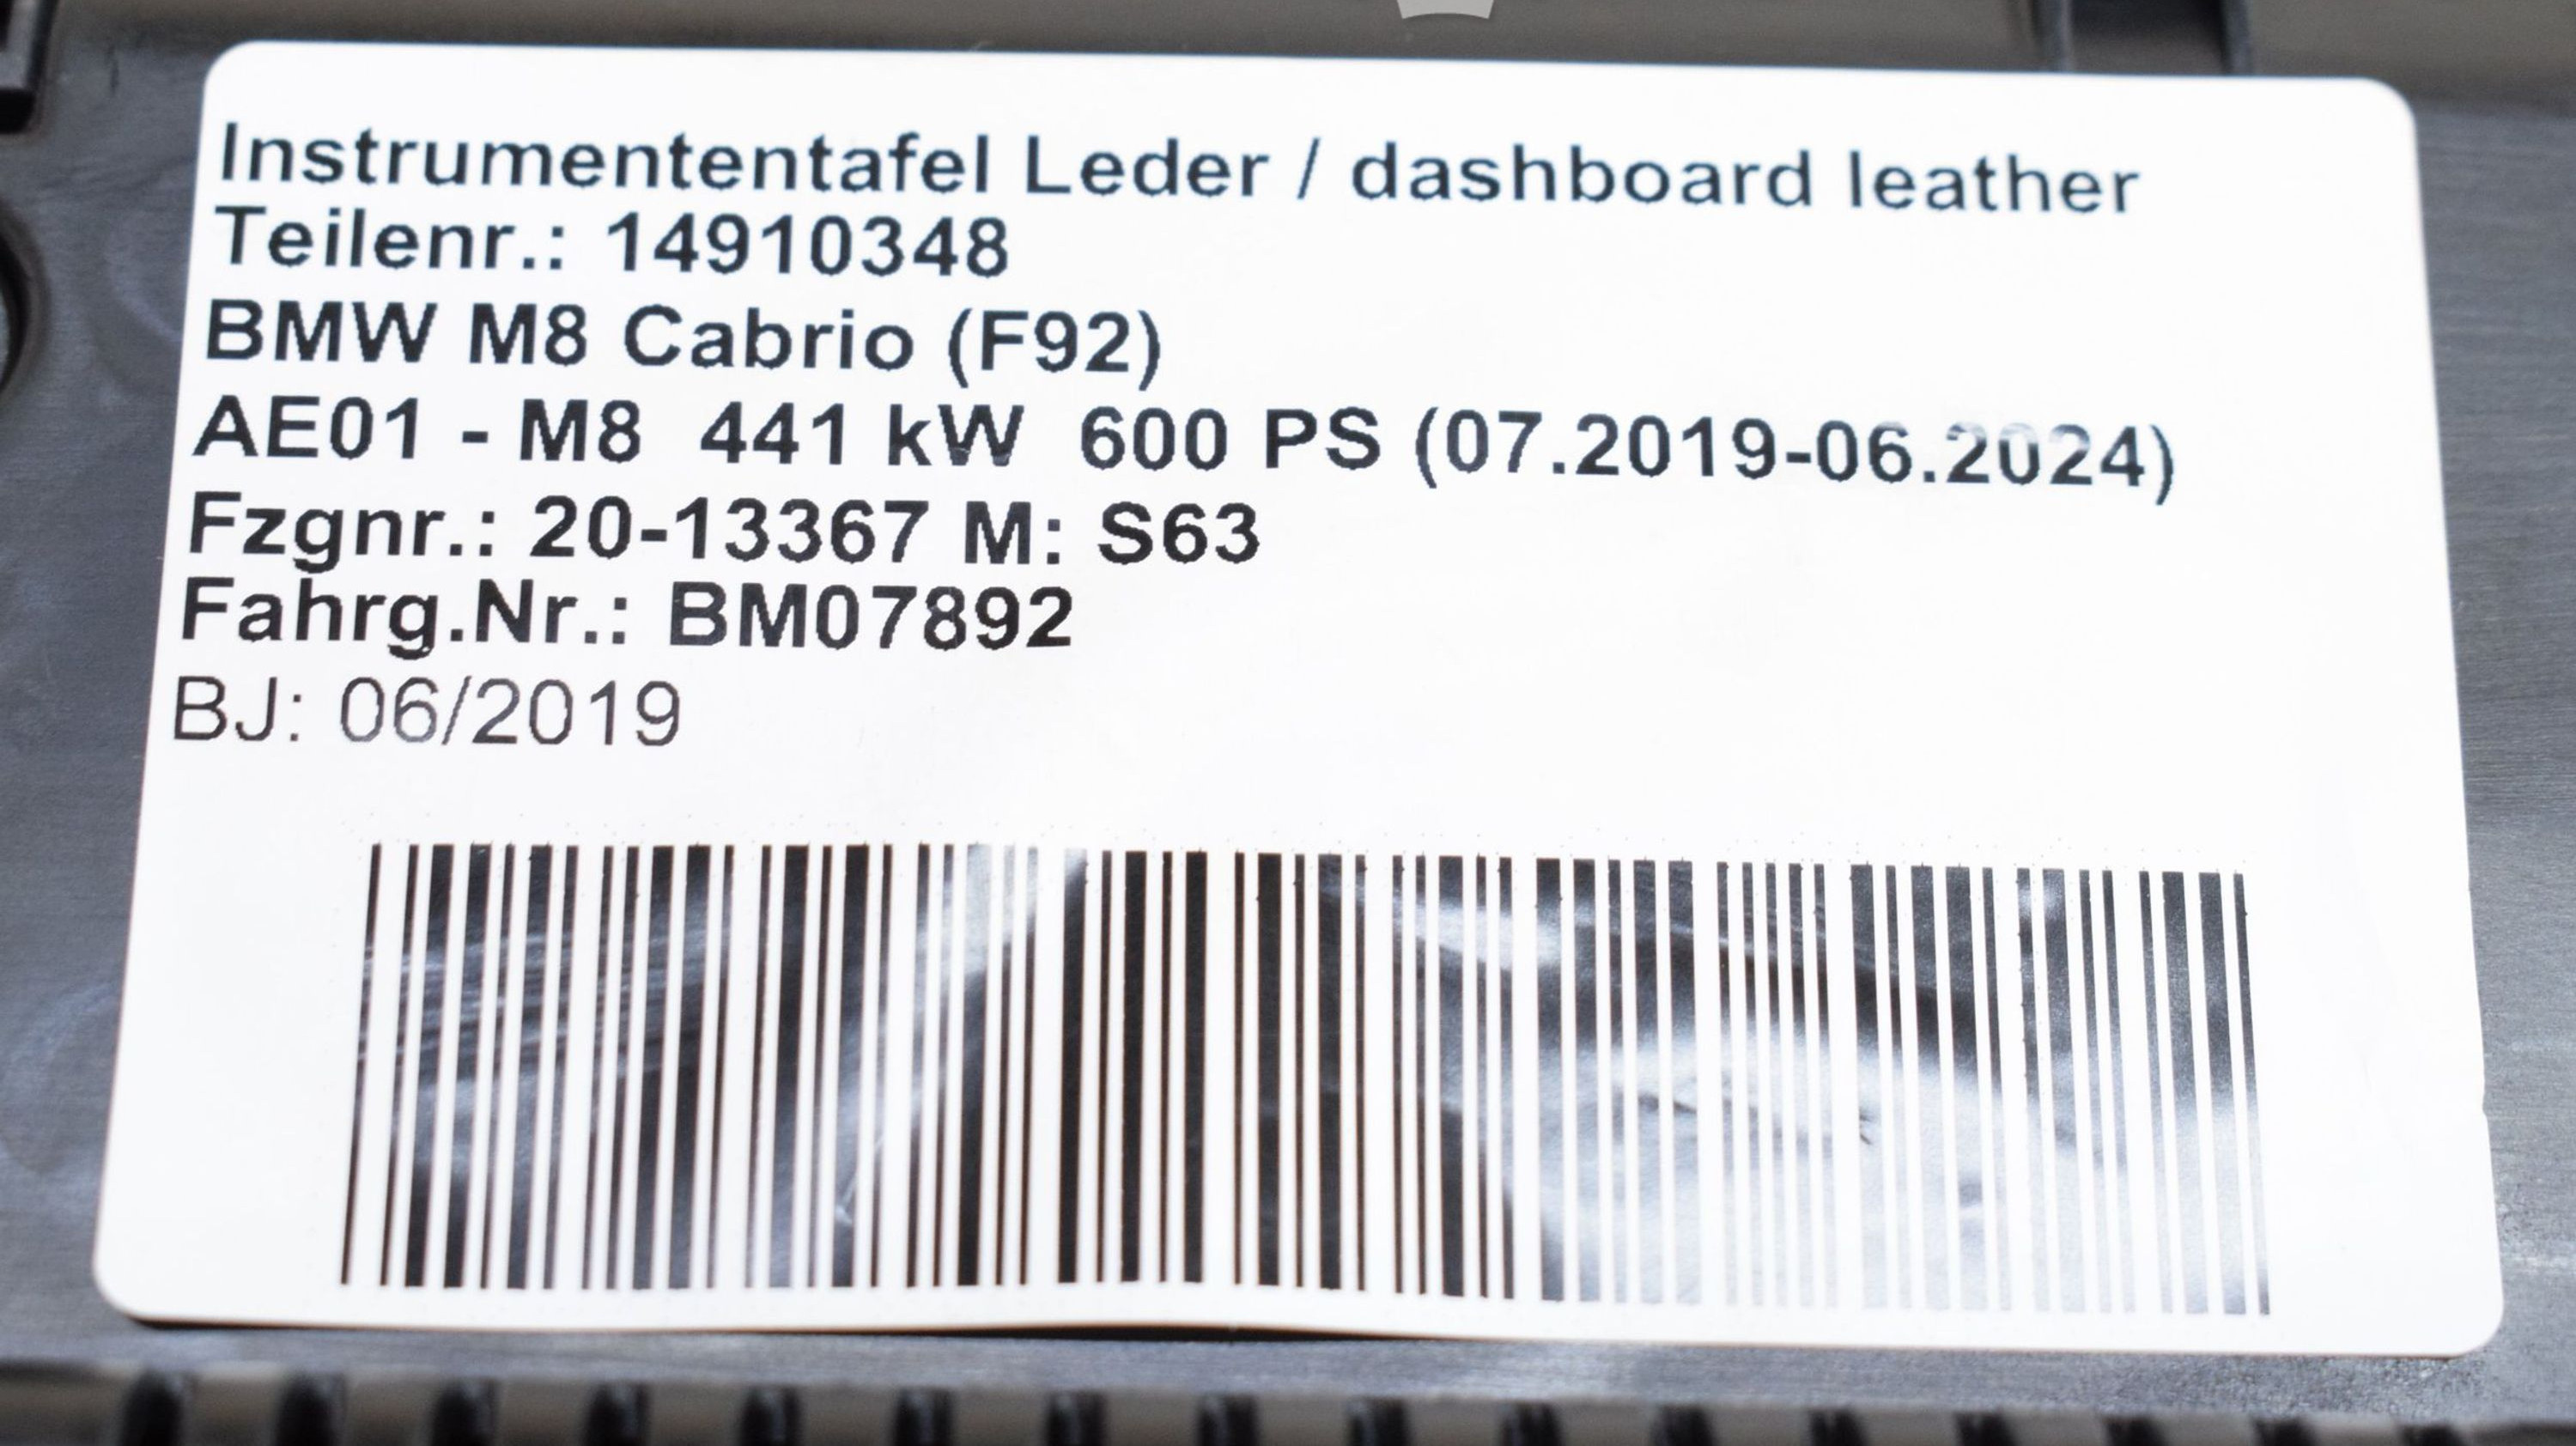 Instrumententafel Leder / dashboard leather
Teilenr.: 14910348
BMW M8 Cabrio (F92)
AE01 - M8  441 kW  600 PS (07.2019-06.2024)
Fzgnr.: 20-13367 M: S63
Fahrg.Nr.: BM07892
BJ: 06/2019